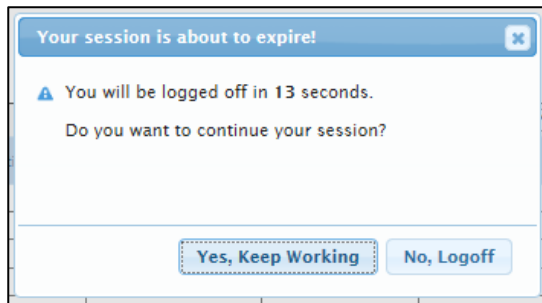 Your session is about to expire!
You will be logged off in 13 seconds.
Do you want to continue your session?
Yes, Keep Working
No, Logoff